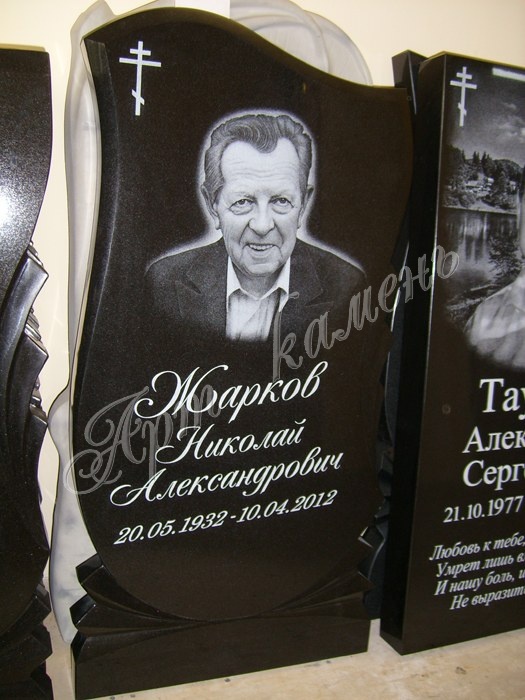 Жарков
Николай
Александрович
20.05.1932-10.04.2012
Арт камень
Тау
Алек
Серге
21.10.1977
Любовь к тебе,
Умрет лишь в
И нашу боль, и
Не выразит